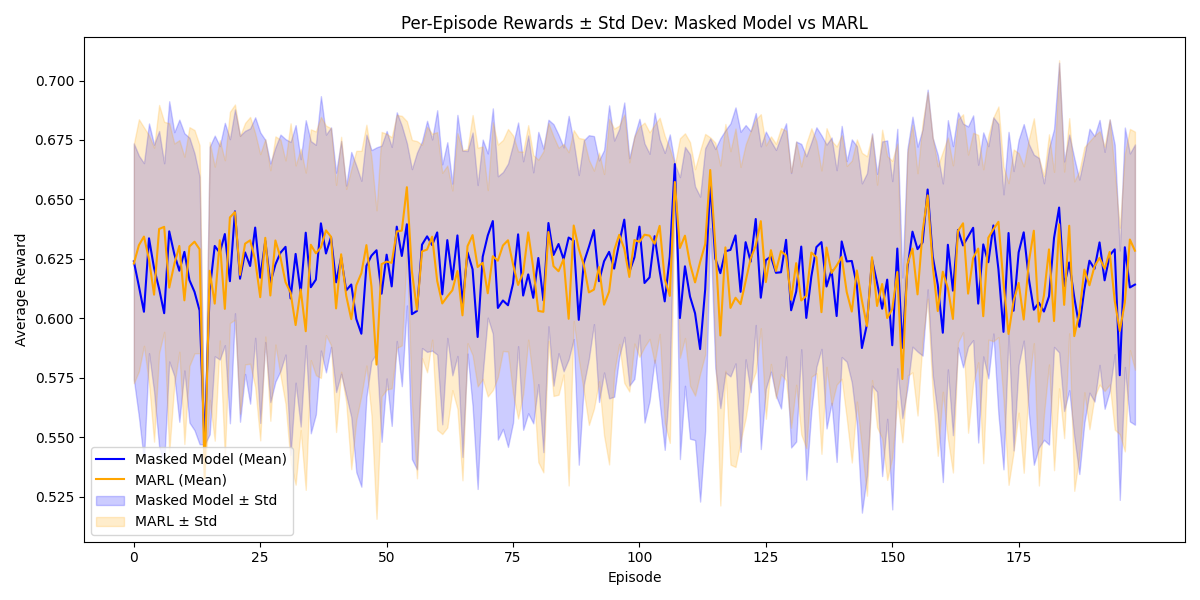 Per-Episode Rewards ± Std Dev: Masked Model vs MARL
Average Reward
0.700
0.675
0.650
0.625
0.600
0.575
0.550
0.525
Masked Model (Mean)
MARL (Mean)
Masked Model ± Std
MARL ± Std
0 25 50 75 100 125 150 175
Episode